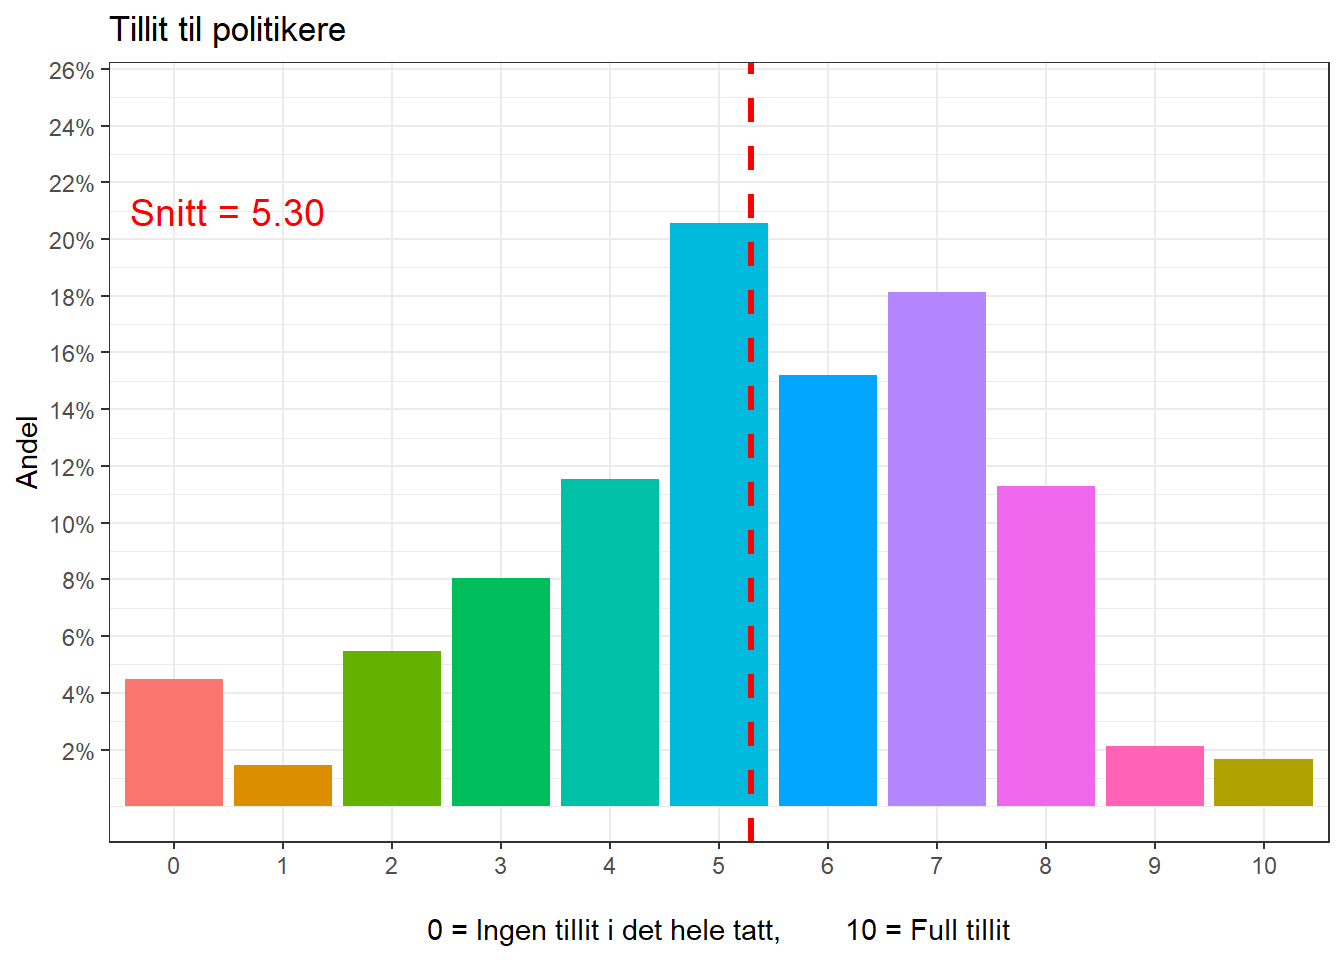 Tillit til politikere
26%
24%
22%
Snitt = 5.30
20%
18%
16%
14%
Andel
12%
10%
8%
6%
4%
2%
0 1 2 3 4 5 6 7 8 9 10
0 = Ingen tillit i det hele tatt, 10 = Full tillit